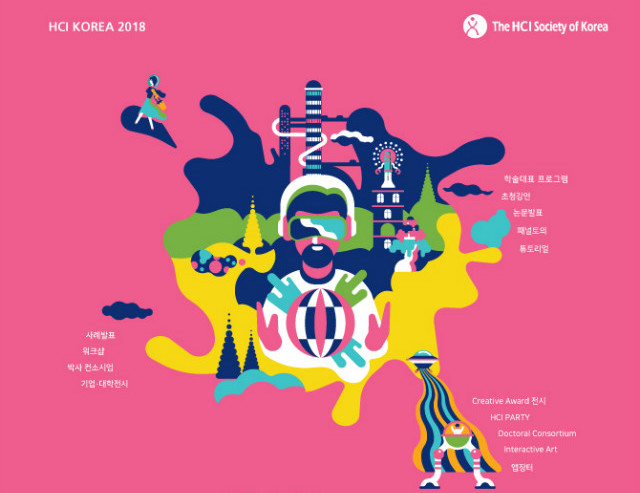 HCI KOREA 2018
The HCI Society of Korea
학술대표 프로그램
초청강연
논문발표
패널토의
튜토리얼
사례발표
워크샵
박사 컨소시엄
기업·대학전시
Creative Award 전시
HCI PARTY
Doctoral Consortium
Interactive Art
앱장터